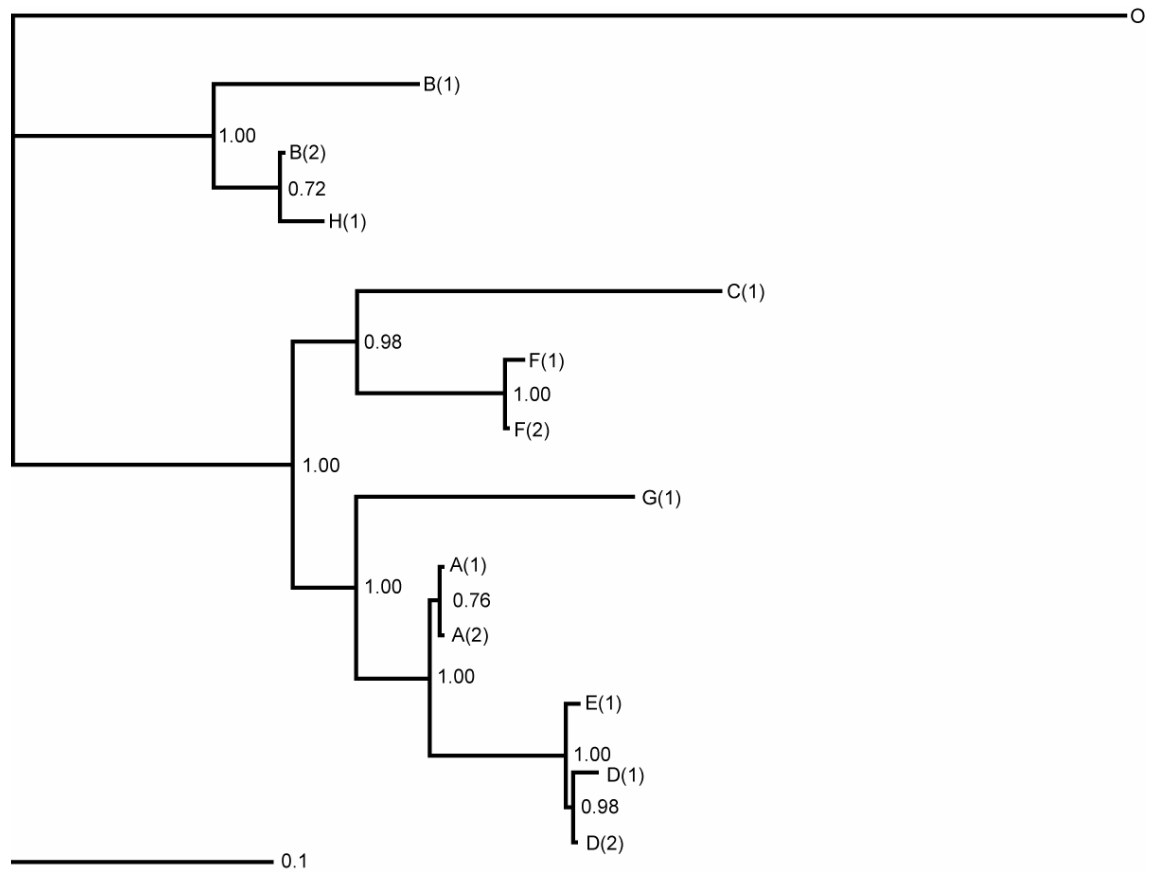 O
B(1)
1.00
B(2)
0.72
H(1)
C(1)
0.98
F(1)
1.00
F(2)
1.00
G(1)
A(1)
1.00
0.76
A(2)
1.00
E(1)
1.00
D(1)
0.98
D(2)
0.1